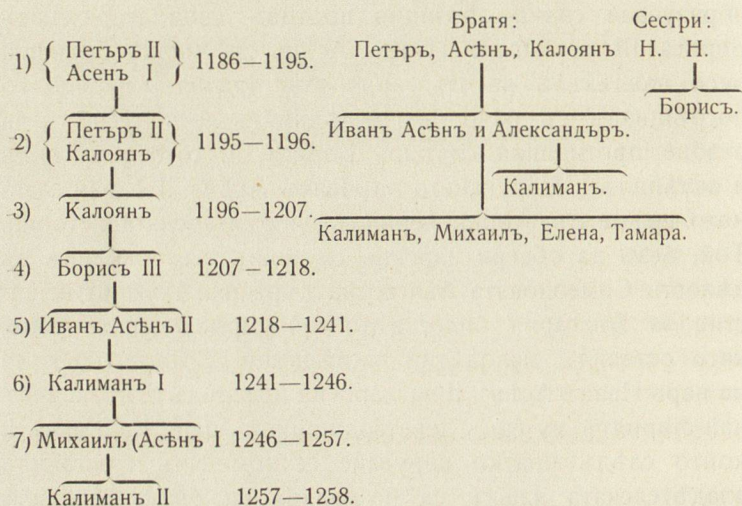 Братя:
Сестри:
1) { Петъръ II
Асенъ I } 1186—1195.
Петъръ, Асѣнъ, Калоянъ Н. Н.
Борисъ.
2) { Петъръ II
Калоянъ } 1195—1196.
Иванъ Асѣнъ и Александъръ.
Калиманъ.
3) Калоянъ 1196—1207.
Калиманъ, Михаилъ, Елена, Тамара.
4) Борисъ III 1207—1218.
5) Иванъ Асѣнъ II 1218—1241.
6) Калиманъ I 1241—1246.
7) Михаилъ (Асѣнъ I 1246—1257.
Калиманъ II 1257—1258.